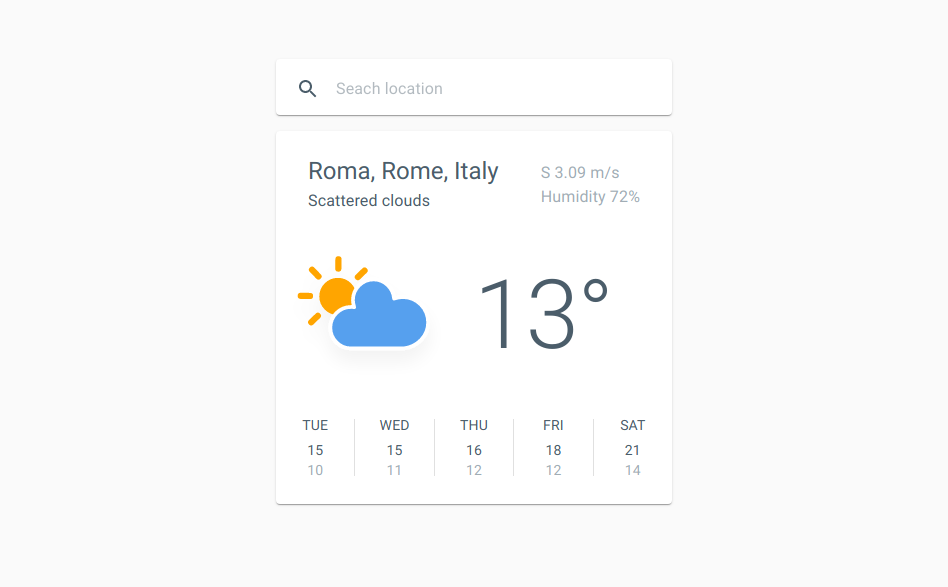 Seach location
Roma, Rome, Italy
Scattered clouds
S 3.09 m/s
Humidity 72%
13°
TUE WED THU FRI SAT
15 15 16 18 21
10 11 12 12 14